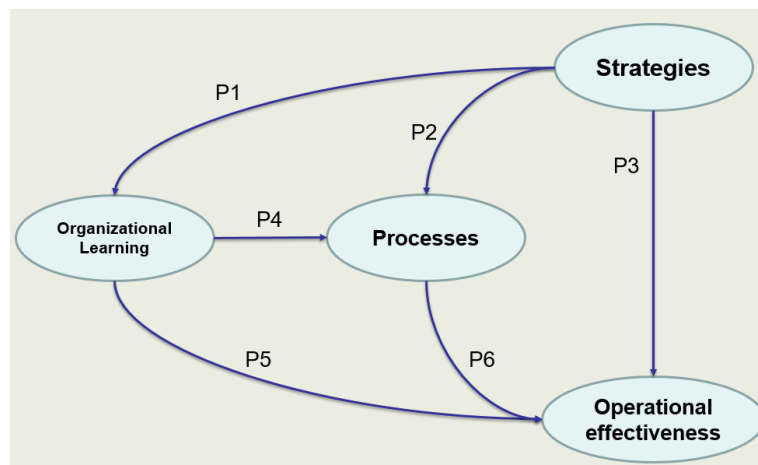 Strategies
P1
P2
P3
Organizational
Learning
P4
Processes
P5
P6
Operational
effectiveness